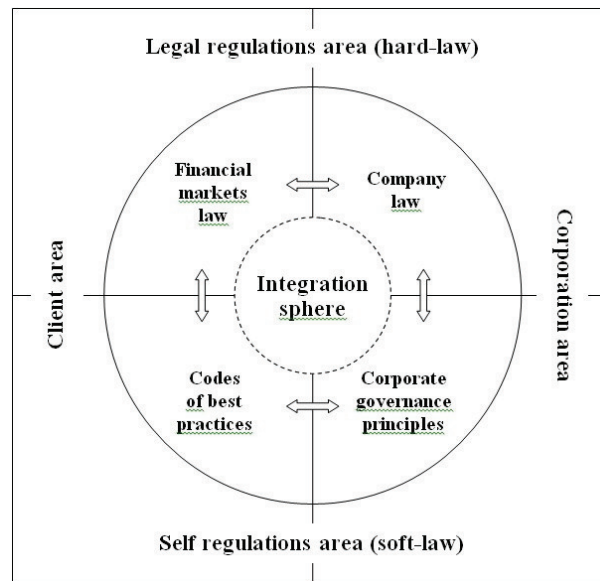 Legal regulations area (hard-law)
Financial
markets
law
Company
law
Client area
Integration
sphere
Corporation area
Codes
of best
practices
Corporate
governance
principles
Self regulations area (soft-law)